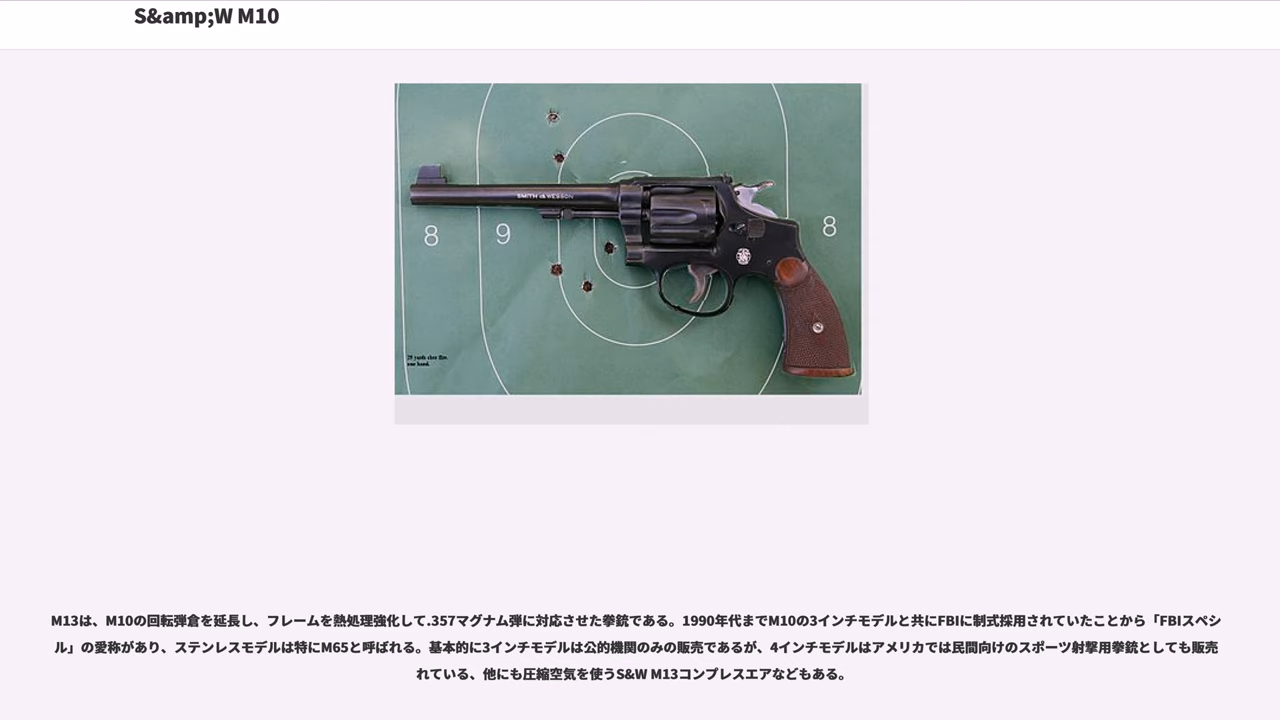 S&amp;W M10
SMITH & WESSON
8
9
8
25 yards slow fire.
one hand.
M13は、M10の回転弾倉を延長し、フレームを熱処理強化して.357マグナム弾に対応させた拳銃である。1990年代までM10の3インチモデルと共にFBIに制式採用されていたことから「FBIスペシ
ル」の愛称があり、ステンレスモデルは特にM65と呼ばれる。基本的に3インチモデルは公的機関のみの販売であるが、4インチモデルはアメリカでは民間向けのスポーツ射撃用拳銃としても販売
れている、他にも圧縮空気を使うS&W M13コンプレスエアなどもある。